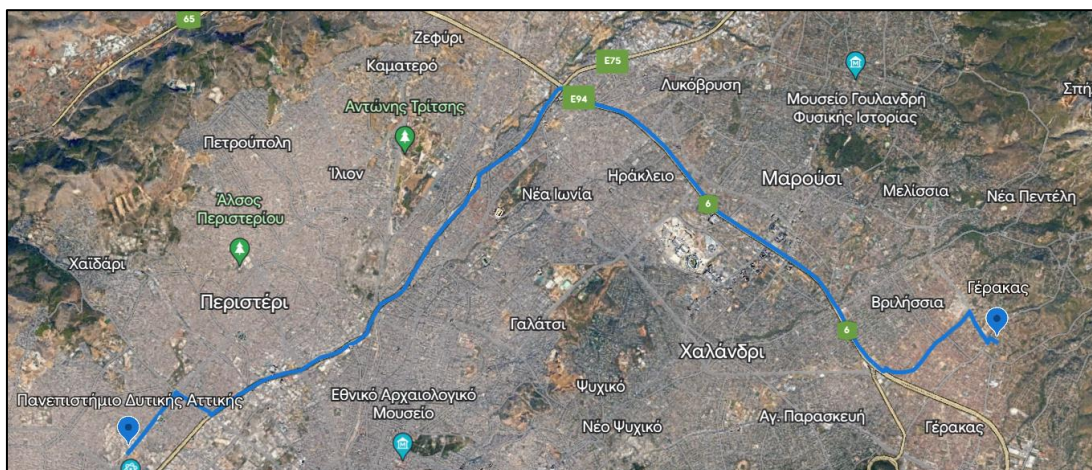 65
Ζεφύρι
E75
Καματερό
Λυκόβρυση
E94
Μουσείο Γουλανδρή
Φυσικής Ιστορίας
Αντώνης Τρίτσης
Πετρούπολη
Ίλιον
Ηράκλειο
Μαρούσι
Μελίσσια
Νέα Πεντέλη
Νέα Ιωνία
Άλσος
Περιστερίου
6
Χαϊδάρι
Περιστέρι
Γέρακας
Βριλήσσια
Γαλάτσι
6
Χαλάνδρι
Ψυχικό
Πανεπιστήμιο Δυτικής Αττικής
Εθνικό Αρχαιολογικό
Μουσείο
Νέο Ψυχικό
Αγ. Παρασκευή
Γέρακας